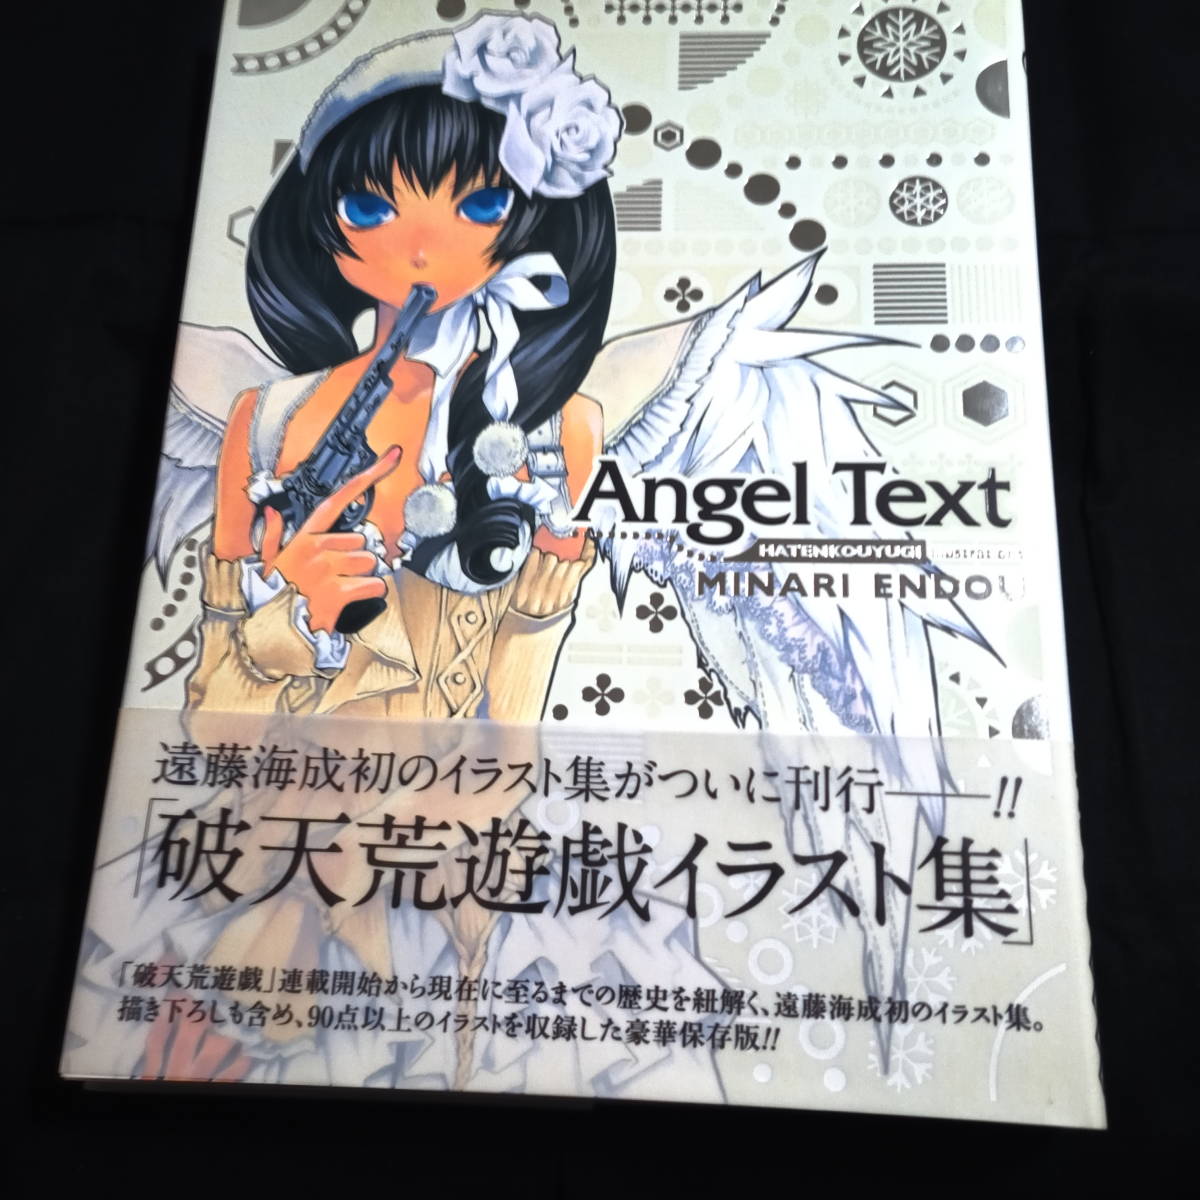 Angel Text
HATENKOUYUGI illustrations
MINARI ENDOU
遠藤海成初のイラスト集がついに刊行――!!
「破天荒遊戯イラスト集」
「破天荒遊戯」連載開始から現在に至るまでの歴史を紐解く、遠藤海成初のイラスト集。
描き下ろしも含め、90点以上のイラストを収録した豪華保存版!!